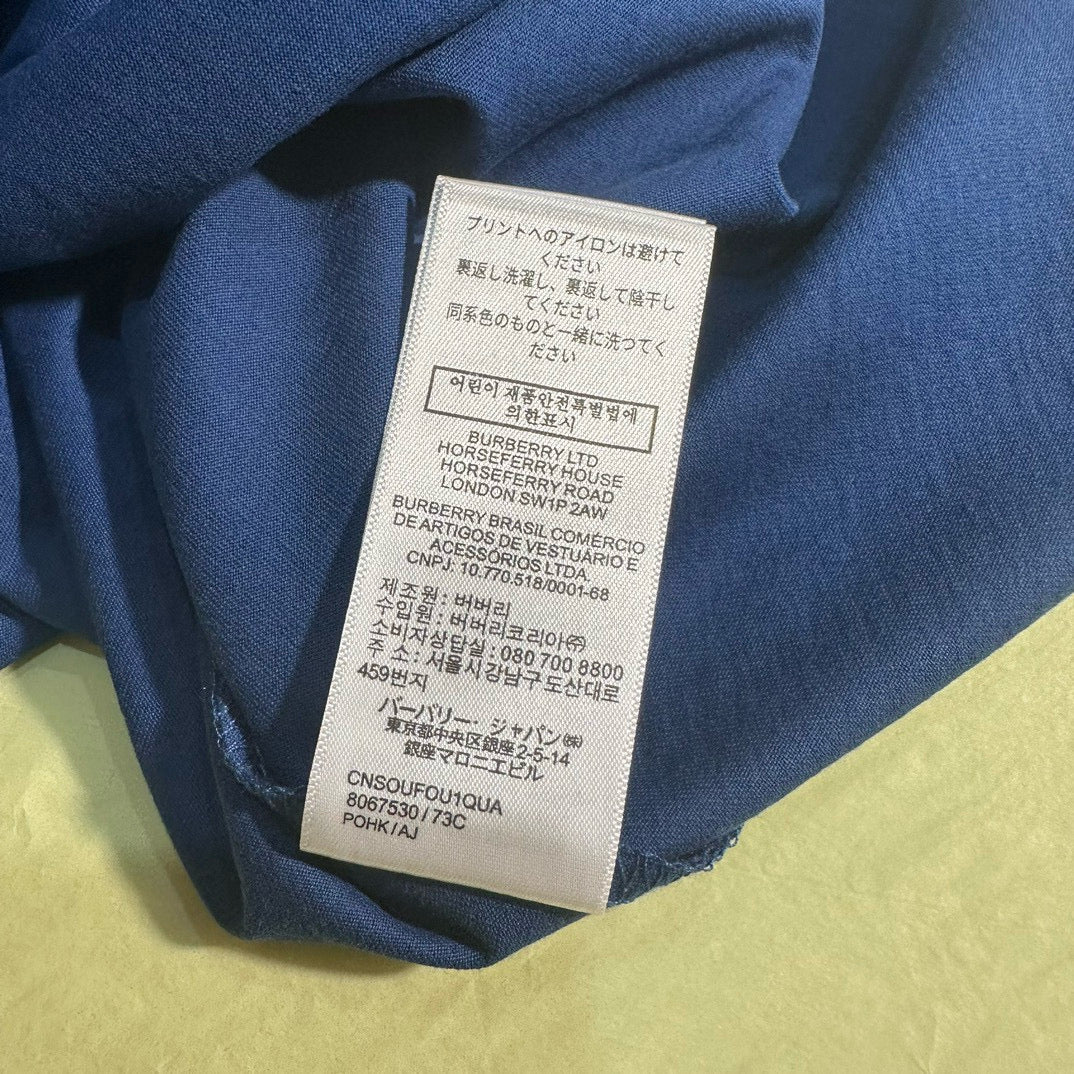 プリントへのアイロンは避けて
ください
裏返し洗濯し、裏返して陰干し
てください
同系色のものと一緒に洗つてく
ださい
어린이 재품안전특별법에
의한표시
BURBERRY LTD
HORSEFERRY HOUSE
HORSEFERRY ROAD
LONDON SW1P 2AW
BURBERRY BRASIL COMÉRCIO
DE ARTIGOS DE VESTUÁRIO E
ACESSÓRIOS LTDA
CNPJ: 10.770.518/0001-68
제조원: 버버리
수입원: 버버리코리아㈜
소비자상담실: 080 700 8800
주 소: 서울시강남구도산대로
459번지
バーバリー・ジャパン㈱
東京都中央区銀座2-5-14
銀座マロニエビル
CNSOUFOU1QUA
8067530 / 73C
POHK/AJ